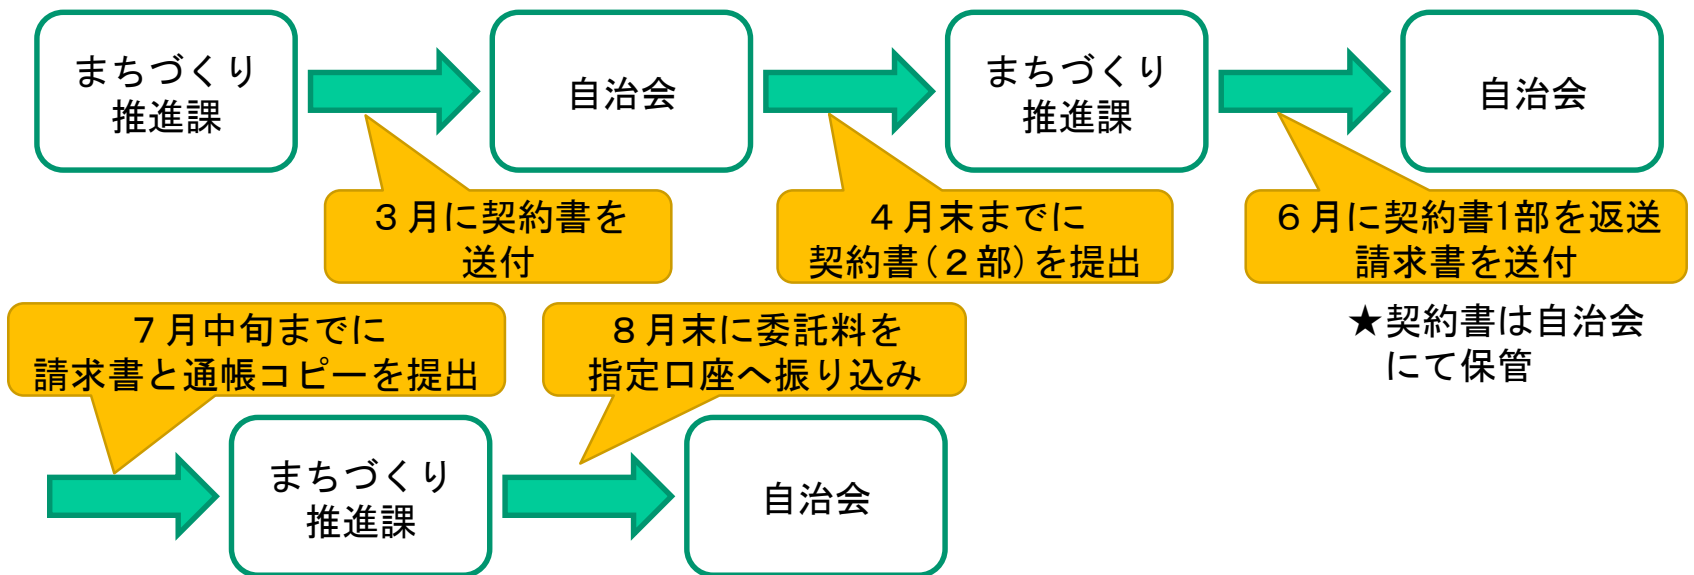 まちづくり
推進課
自治会
まちづくり
推進課
自治会
３月に契約書を
送付
４月末までに
契約書(２部)を提出
６月に契約書1部を返送
請求書を送付
★契約書は自治会
にて保管
７月中旬までに
請求書と通帳コピーを提出
８月末に委託料を
指定口座へ振り込み
まちづくり
推進課
自治会